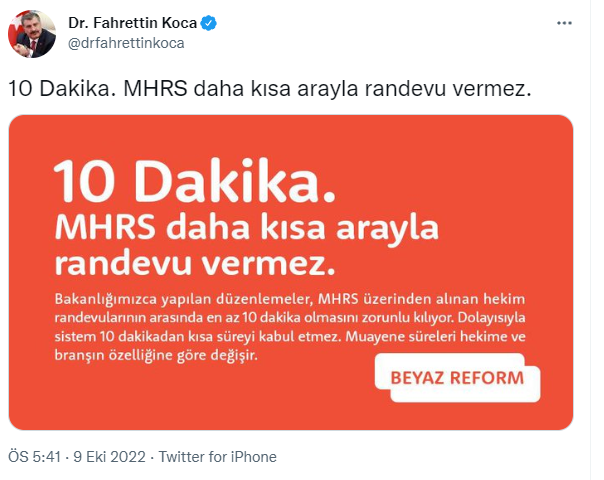 Dr. Fahrettin Koca
@drfahrettinkoca
10 Dakika. MHRS daha kısa arayla randevu vermez.
10 Dakika.
MHRS daha kısa arayla
randevu vermez.
Bakanlığımızca yapılan düzenlemeler, MHRS üzerinden alınan hekim
randevularının arasında en az 10 dakika olmasını zorunlu kılıyor. Dolayısıyla
sistem 10 dakikadan kısa süreyi kabul etmez. Muayene süreleri hekime ve
branşın özelliğine göre değişir.
BEYAZ REFORM
ÖS 5:41 · 9 Eki 2022 · Twitter for iPhone